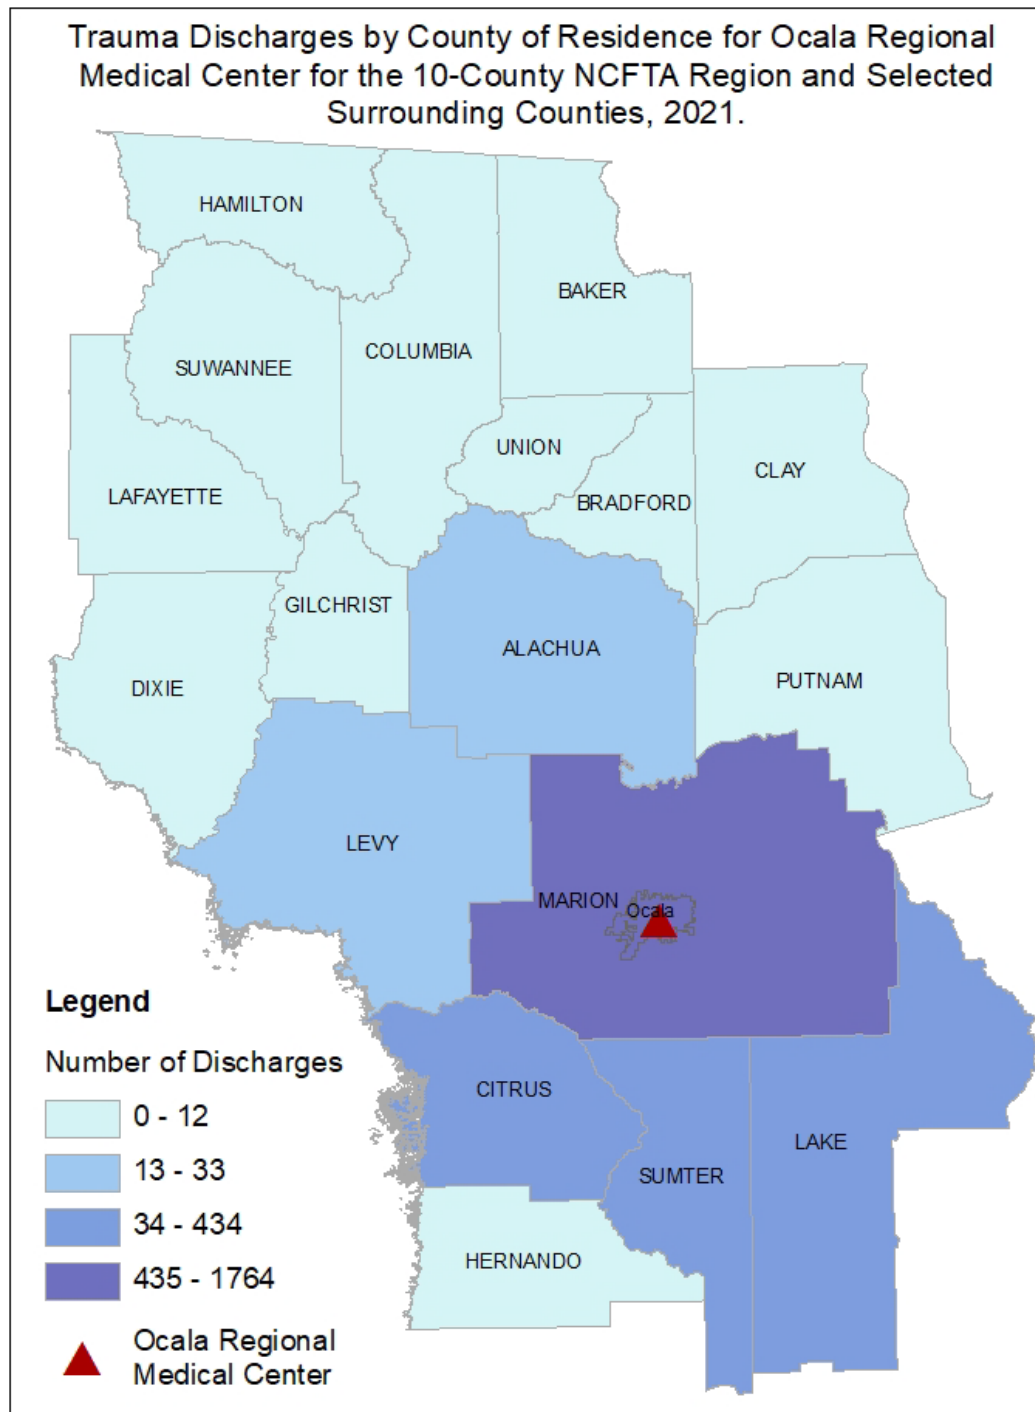 Trauma Discharges by County of Residence for Ocala Regional
Medical Center for the 10-County NCFTA Region and Selected
Surrounding Counties, 2021.
HAMILTON
BAKER
COLUMBIA
SUWANNEE
UNION
CLAY
LAFAYETTE
BRADFORD
GILCHRIST
ALACHUA
PUTNAM
DIXIE
LEVY
MARION
Ocala
CITRUS
LAKE
SUMTER
HERNANDO
Legend
Number of Discharges
0 - 12
13 - 33
34 - 434
435 - 1764
Ocala Regional
Medical Center